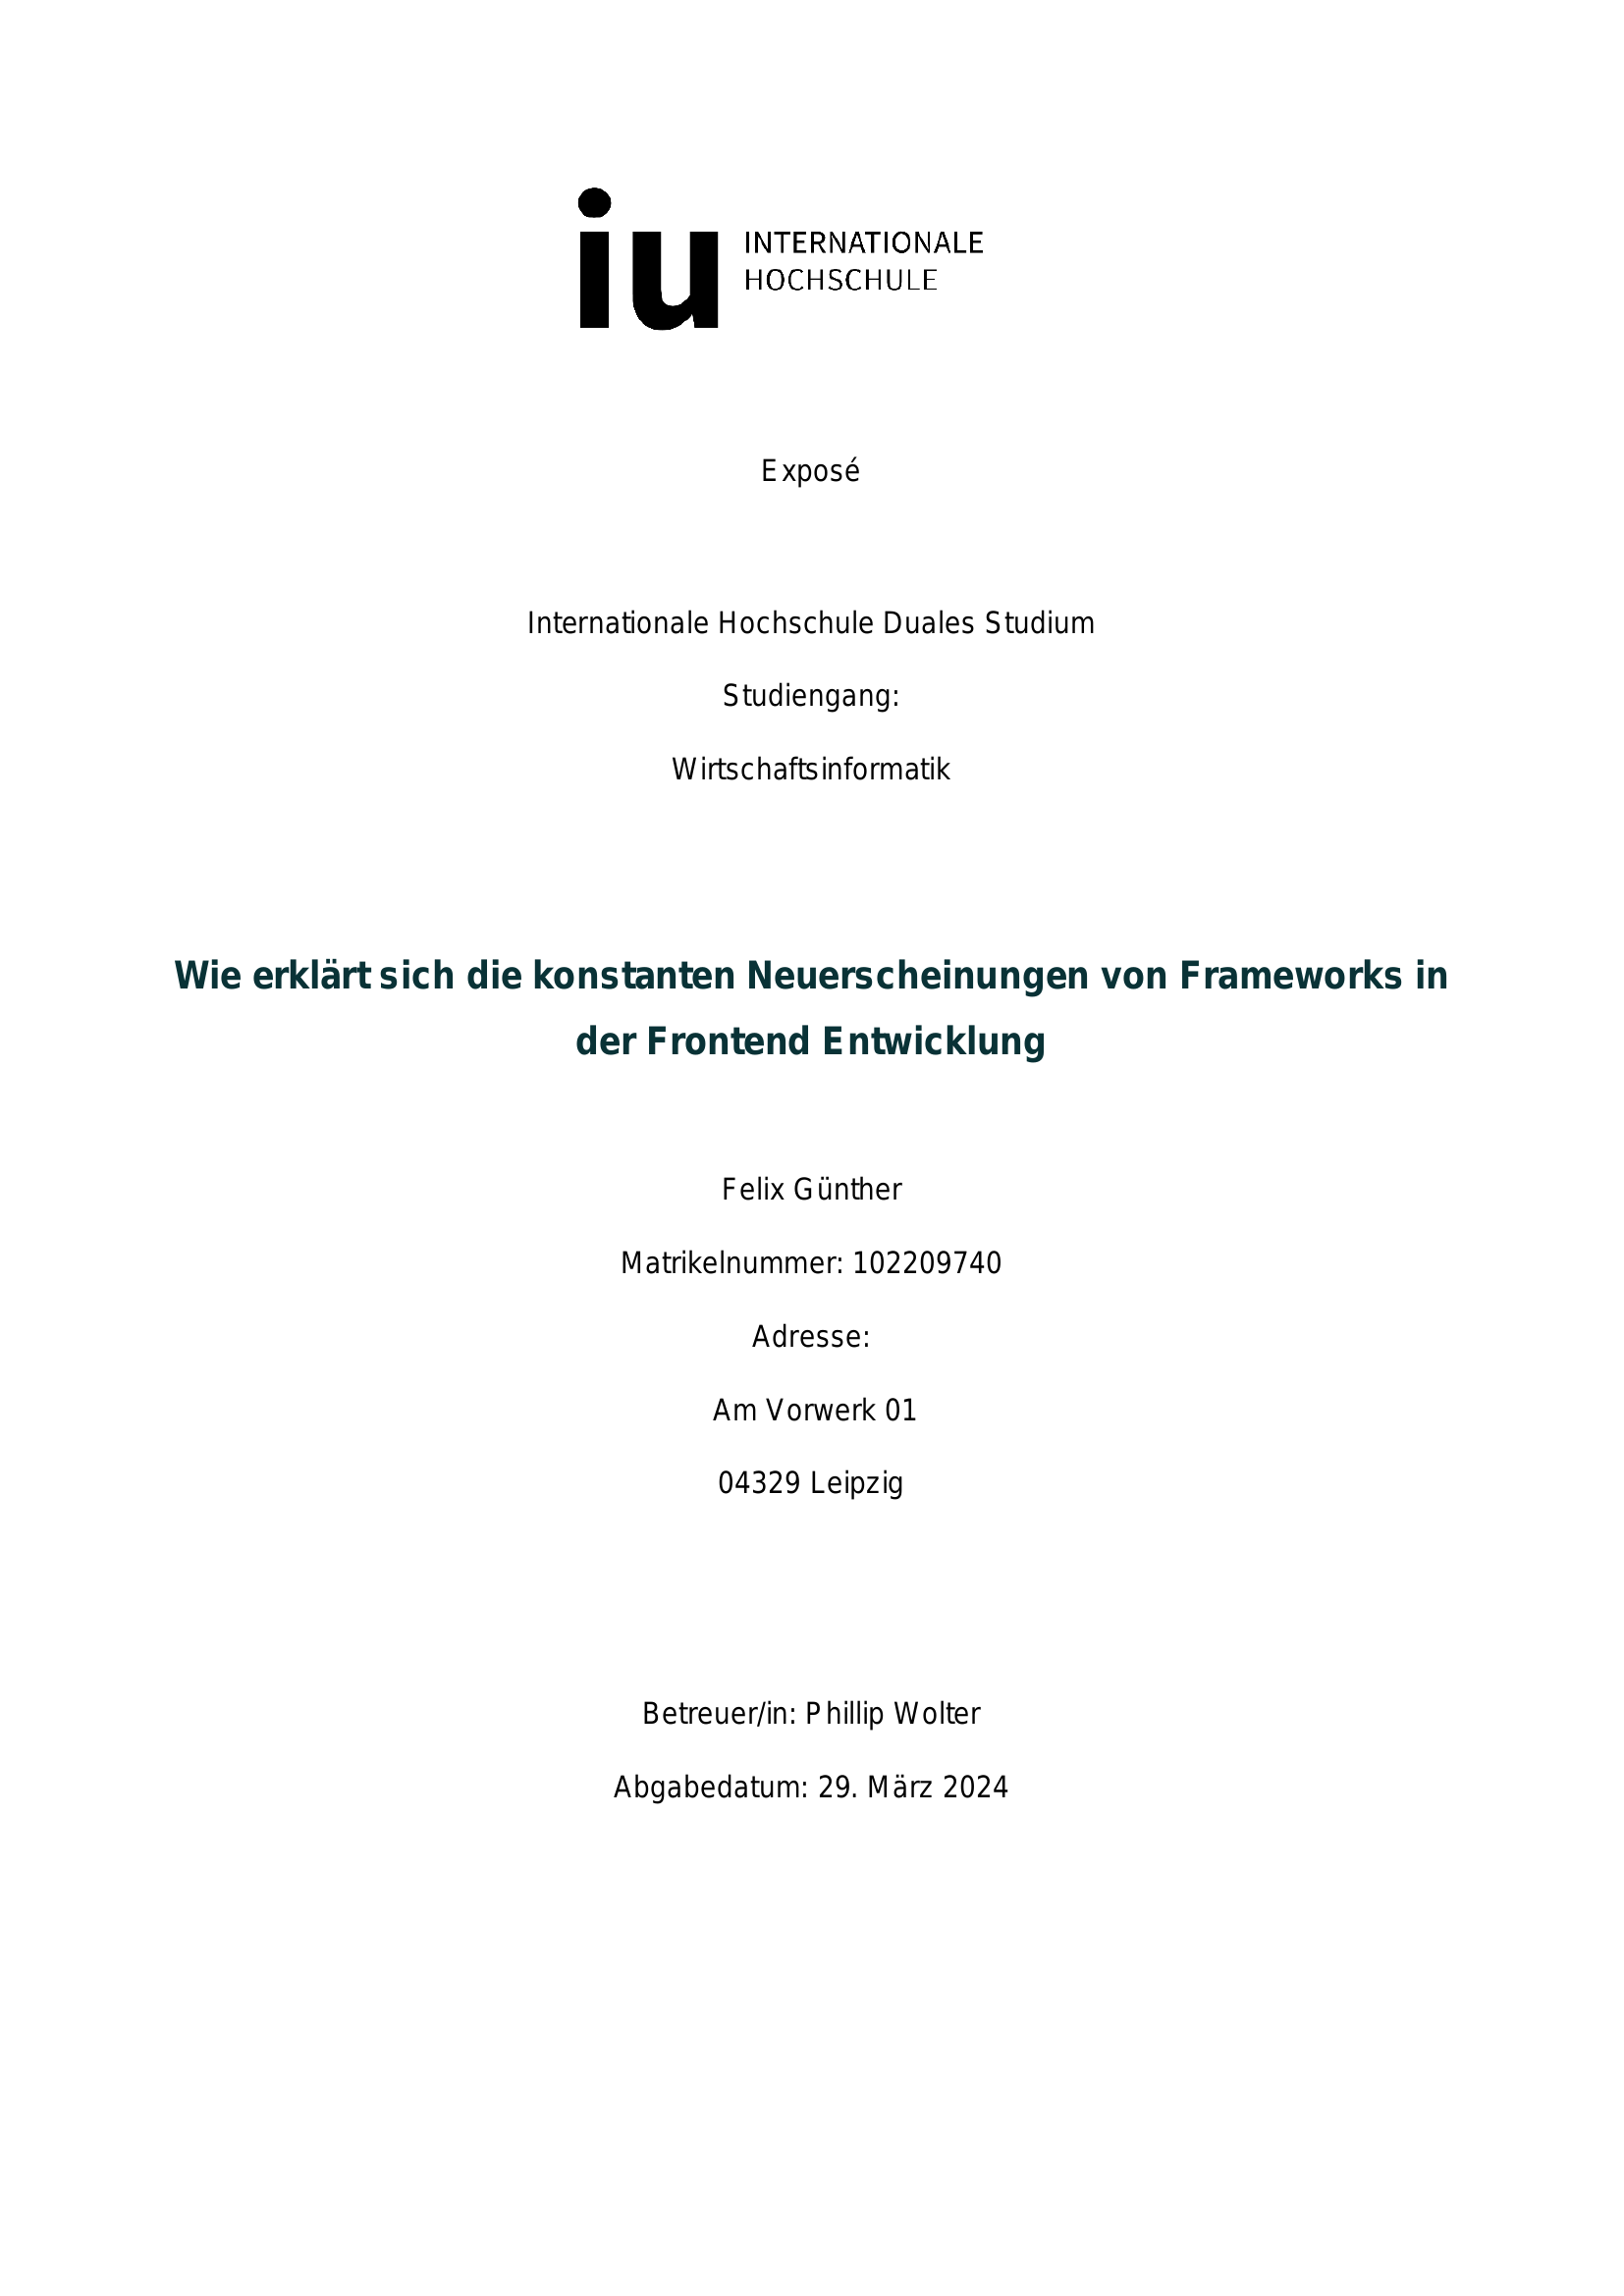 iu INTERNATIONALE
HOCHSCHULE
Exposé
Internationale Hochschule Duales Studium
Studiengang:
Wirtschaftsinformatik
Wie erklärt sich die konstanten Neuerscheinungen von Frameworks in
der Frontend Entwicklung
Felix Günther
Matrikelnummer: 102209740
Adresse:
Am Vorwerk 01
04329 Leipzig
Betreuer/in: Phillip Wolter
Abgabedatum: 29. März 2024